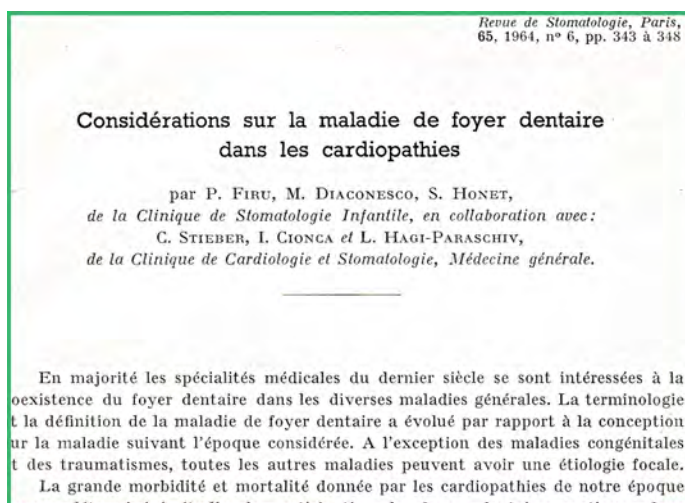 Revue de Stomatologie, Paris,
65, 1964, nº 6, pp. 343 à 348
Considérations sur la maladie de foyer dentaire
dans les cardiopathies
par P. FIRU, M. DIACONESCO, S. HONET,
de la Clinique de Stomatologie Infantile, en collaboration avec :
C. STIEBER, I. CIONCA et L. HAGI-PARASCHIV,
de la Clinique de Cardiologie et Stomatologie, Médecine générale.
En majorité les spécialités médicales du dernier siècle se sont intéressées à la
oexistence du foyer dentaire dans les diverses maladies générales. La terminologie
t la définition de la maladie de foyer dentaire a évolué par rapport à la conception
ur la maladie suivant l'époque considérée. A l'exception des maladies congénitales
t des traumatismes, toutes les autres maladies peuvent avoir une étiologie focale.
La grande morbidité et mortalité donnée par les cardiopathies de notre époque